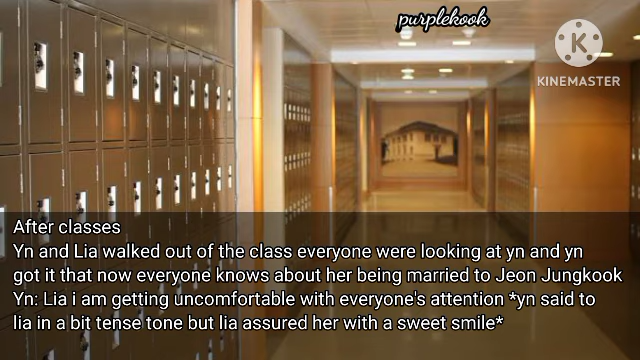 purplekook
K
KINEMASTER
After classes
Yn and Lia walked out of the class everyone were looking at yn and yn
got it that now everyone knows about her being married to Jeon Jungkook
Yn: Lia i am getting uncomfortable with everyone's attention *yn said to
lia in a bit tense tone but lia assured her with a sweet smile*